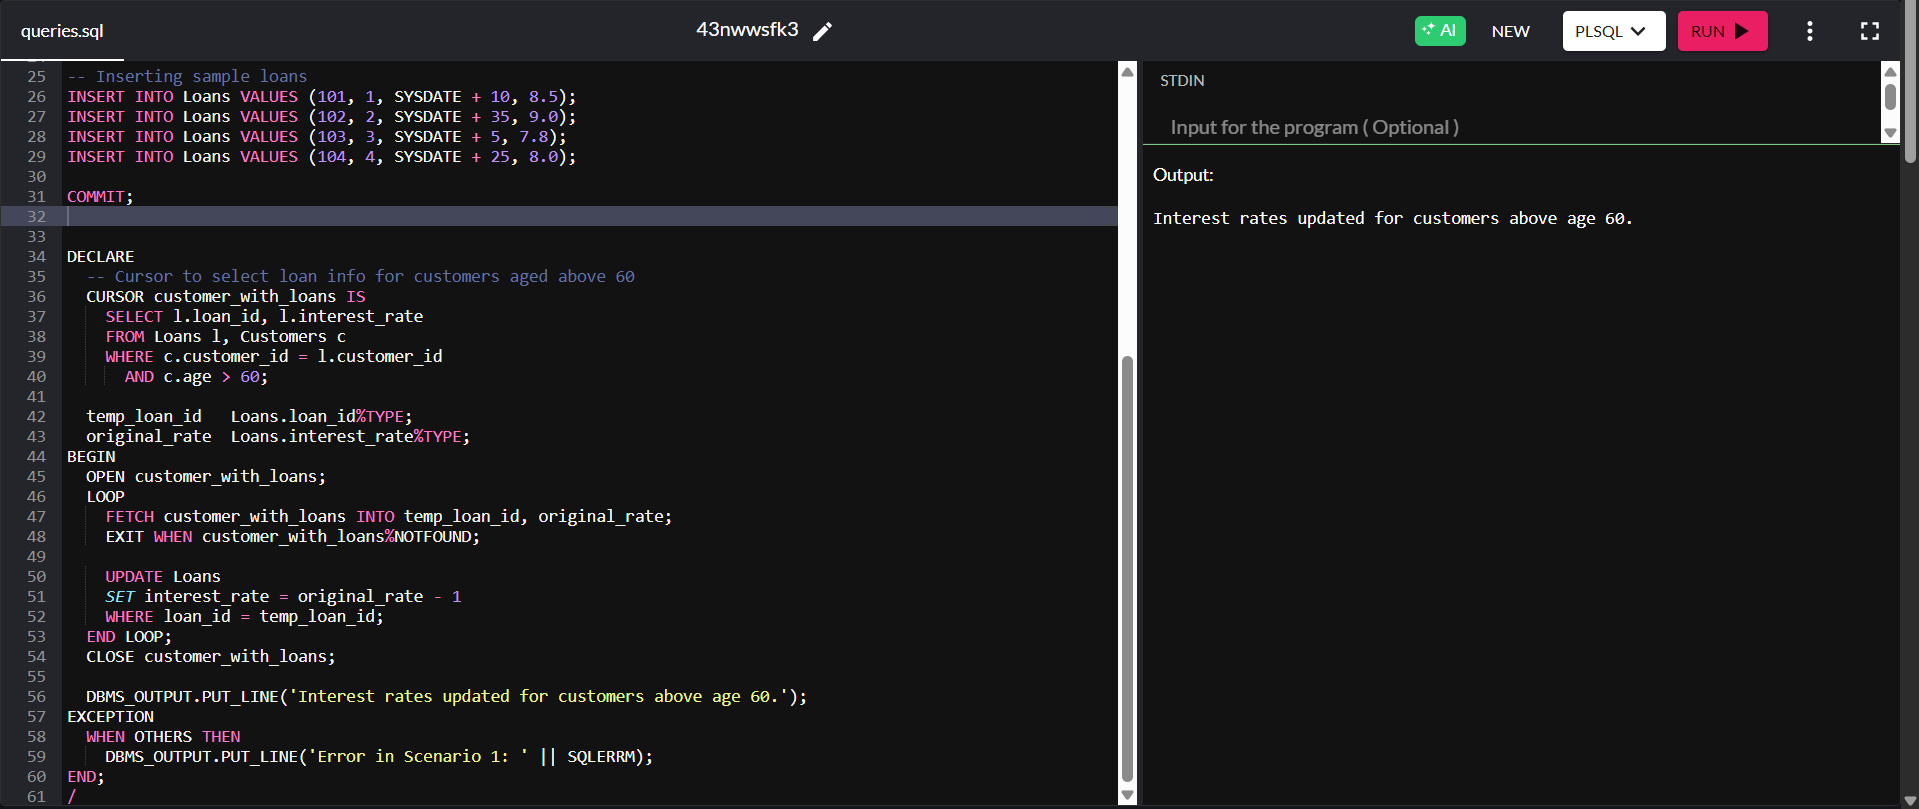 queries.sql
43nwwsfk3
AI
NEW
PLSQL
RUN
25 -- Inserting sample loans
26 INSERT INTO Loans VALUES (101, 1, SYSDATE + 10, 8.5);
27 INSERT INTO Loans VALUES (102, 2, SYSDATE + 35, 9.0);
28 INSERT INTO Loans VALUES (103, 3, SYSDATE + 5, 7.8);
29 INSERT INTO Loans VALUES (104, 4, SYSDATE + 25, 8.0);
30
31 COMMIT;
32
33
34 DECLARE
35   -- Cursor to select loan info for customers aged above 60
36   CURSOR customer_with_loans IS
37     SELECT l.loan_id, l.interest_rate
38     FROM Loans l, Customers c
39     WHERE c.customer_id = l.customer_id
40       AND c.age > 60;
41
42   temp_loan_id   Loans.loan_id%TYPE;
43   original_rate  Loans.interest_rate%TYPE;
44 BEGIN
45   OPEN customer_with_loans;
46   LOOP
47     FETCH customer_with_loans INTO temp_loan_id, original_rate;
48     EXIT WHEN customer_with_loans%NOTFOUND;
49
50     UPDATE Loans
51     SET interest_rate = original_rate - 1
52     WHERE loan_id = temp_loan_id;
53   END LOOP;
54   CLOSE customer_with_loans;
55
56   DBMS_OUTPUT.PUT_LINE('Interest rates updated for customers above age 60.');
57 EXCEPTION
58   WHEN OTHERS THEN
59     DBMS_OUTPUT.PUT_LINE('Error in Scenario 1: ' || SQLERRM);
60 END;
61 /
STDIN
Input for the program ( Optional )
Output:
Interest rates updated for customers above age 60.